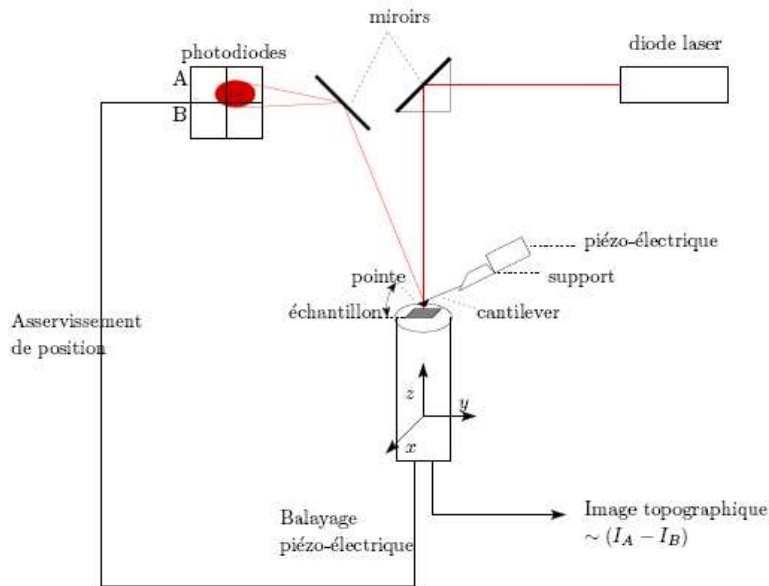 miroirs
photodiodes
diode laser
A
B
piézo-électrique
pointe
support
échantillon
cantilever
Asservissement
de position
z
y
x
Balayage
piézo-électrique
Image topographique
∼ (I_A − I_B)